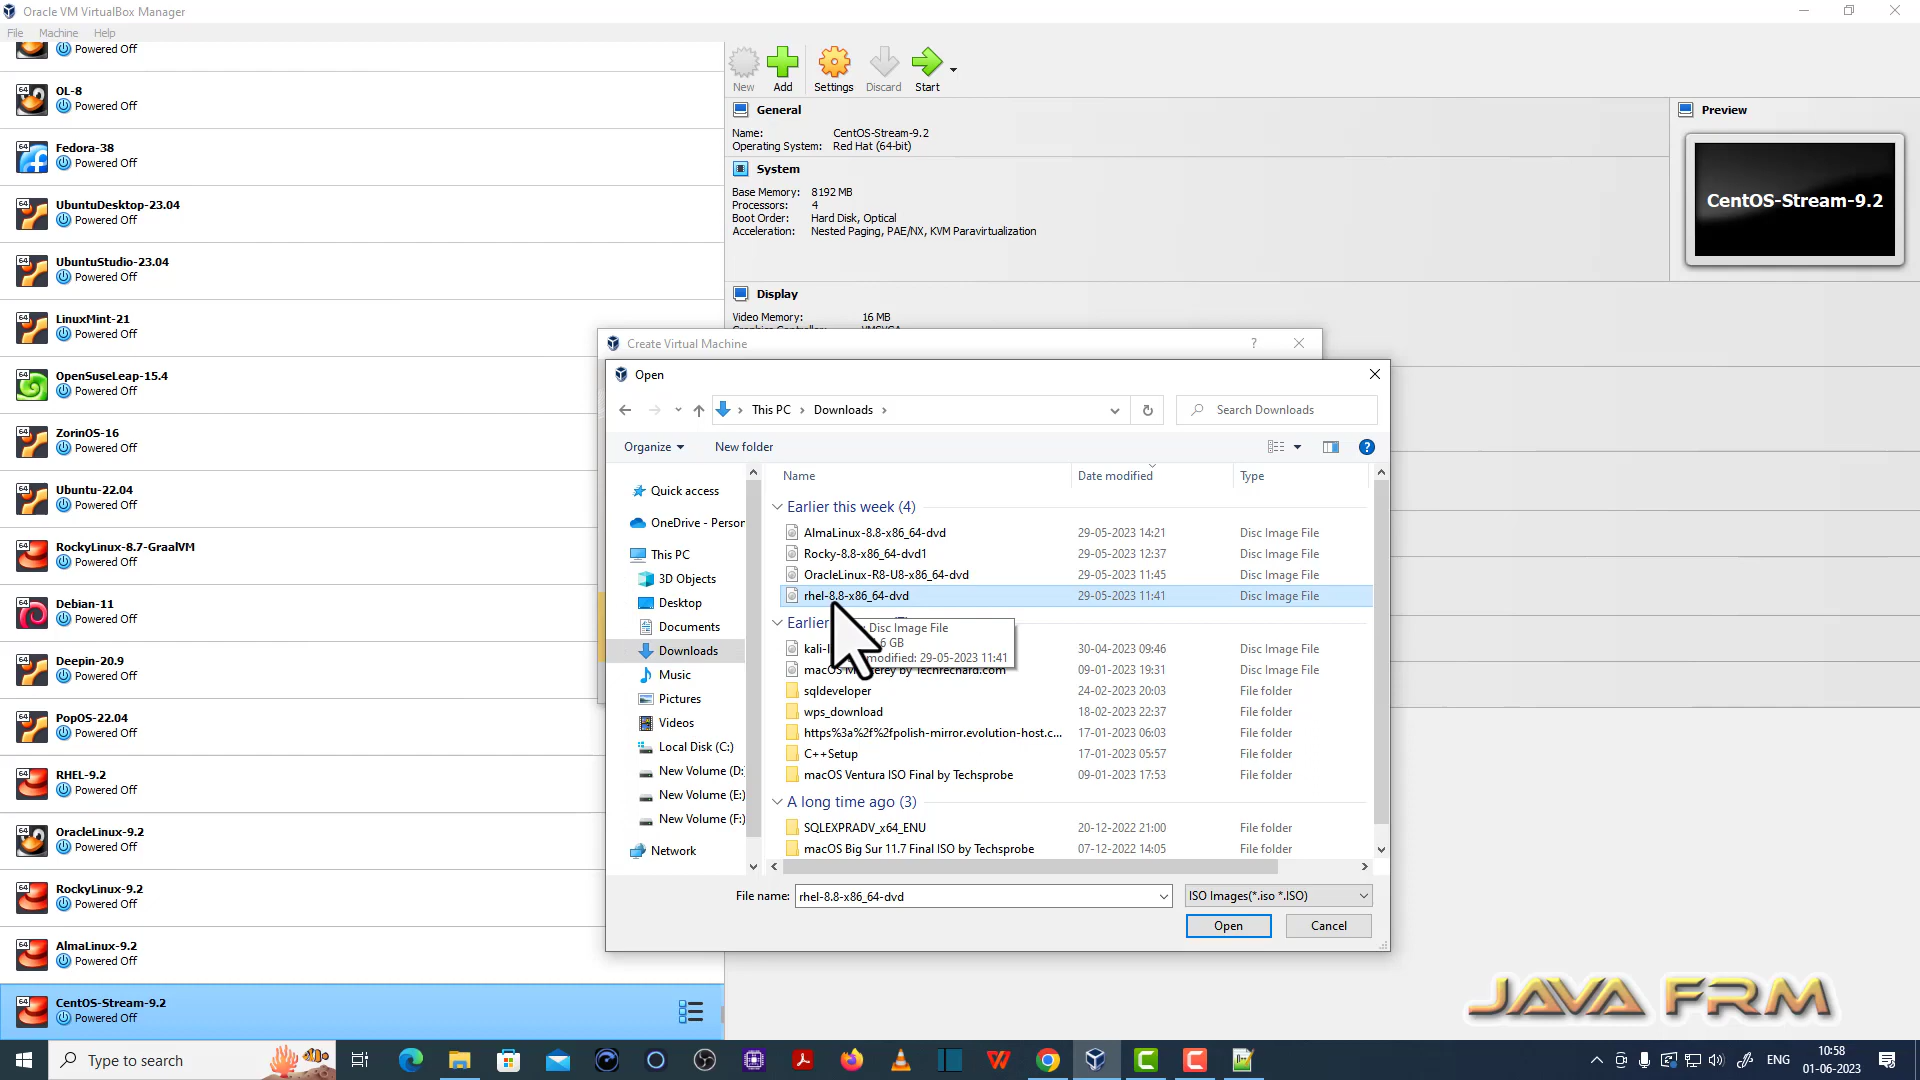 Oracle VM VirtualBox Manager
File Machine Help
Powered Off
OL-8
Powered Off
Fedora-38
Powered Off
UbuntuDesktop-23.04
Powered Off
UbuntuStudio-23.04
Powered Off
LinuxMint-21
Powered Off
OpenSuseLeap-15.4
Powered Off
ZorinOS-16
Powered Off
Ubuntu-22.04
Powered Off
RockyLinux-8.7-GraalVM
Powered Off
Debian-11
Powered Off
Deepin-20.9
Powered Off
PopOS-22.04
Powered Off
RHEL-9.2
Powered Off
OracleLinux-9.2
Powered Off
RockyLinux-9.2
Powered Off
AlmaLinux-9.2
Powered Off
CentOS-Stream-9.2
Powered Off
New Add Settings Discard Start
General
Name: CentOS-Stream-9.2
Operating System: Red Hat (64-bit)
System
Base Memory: 8192 MB
Processors: 4
Boot Order: Hard Disk, Optical
Acceleration: Nested Paging, PAE/NX, KVM Paravirtualization
Display
Video Memory: 16 MB
Preview
CentOS-Stream-9.2
Create Virtual Machine ?
Open
This PC > Downloads >
Search Downloads
Organize New folder
Quick access
OneDrive - Person
This PC
3D Objects
Desktop
Documents
Downloads
Music
Pictures
Videos
Local Disk (C:)
New Volume (D:
New Volume (E:)
New Volume (F:)
Network
Name Date modified Type
Earlier this week (4)
AlmaLinux-8.8-x86_64-dvd 29-05-2023 14:21 Disc Image File
Rocky-8.8-x86_64-dvd1 29-05-2023 12:37 Disc Image File
OracleLinux-R8-U8-x86_64-dvd 29-05-2023 11:45 Disc Image File
rhel-8.8-x86_64-dvd 29-05-2023 11:41 Disc Image File
Earlier
Disc Image File
6 GB
modified: 29-05-2023 11:41
kali-l 30-04-2023 09:46 Disc Image File
macOS Monterey by Techrechard.com 09-01-2023 19:31 Disc Image File
sqldeveloper 24-02-2023 20:03 File folder
wps_download 18-02-2023 22:37 File folder
https%3a%2f%2fpolish-mirror.evolution-host.c... 17-01-2023 06:03 File folder
C++Setup 17-01-2023 05:57 File folder
macOS Ventura ISO Final by Techsprobe 09-01-2023 17:53 File folder
A long time ago (3)
SQLEXPRADV_x64_ENU 20-12-2022 21:00 File folder
macOS Big Sur 11.7 Final ISO by Techsprobe 07-12-2022 14:05 File folder
File name: rhel-8.8-x86_64-dvd ISO Images(*.iso *.ISO)
Open Cancel
JAVA FRM
Type to search
ENG
10:58
01-06-2023